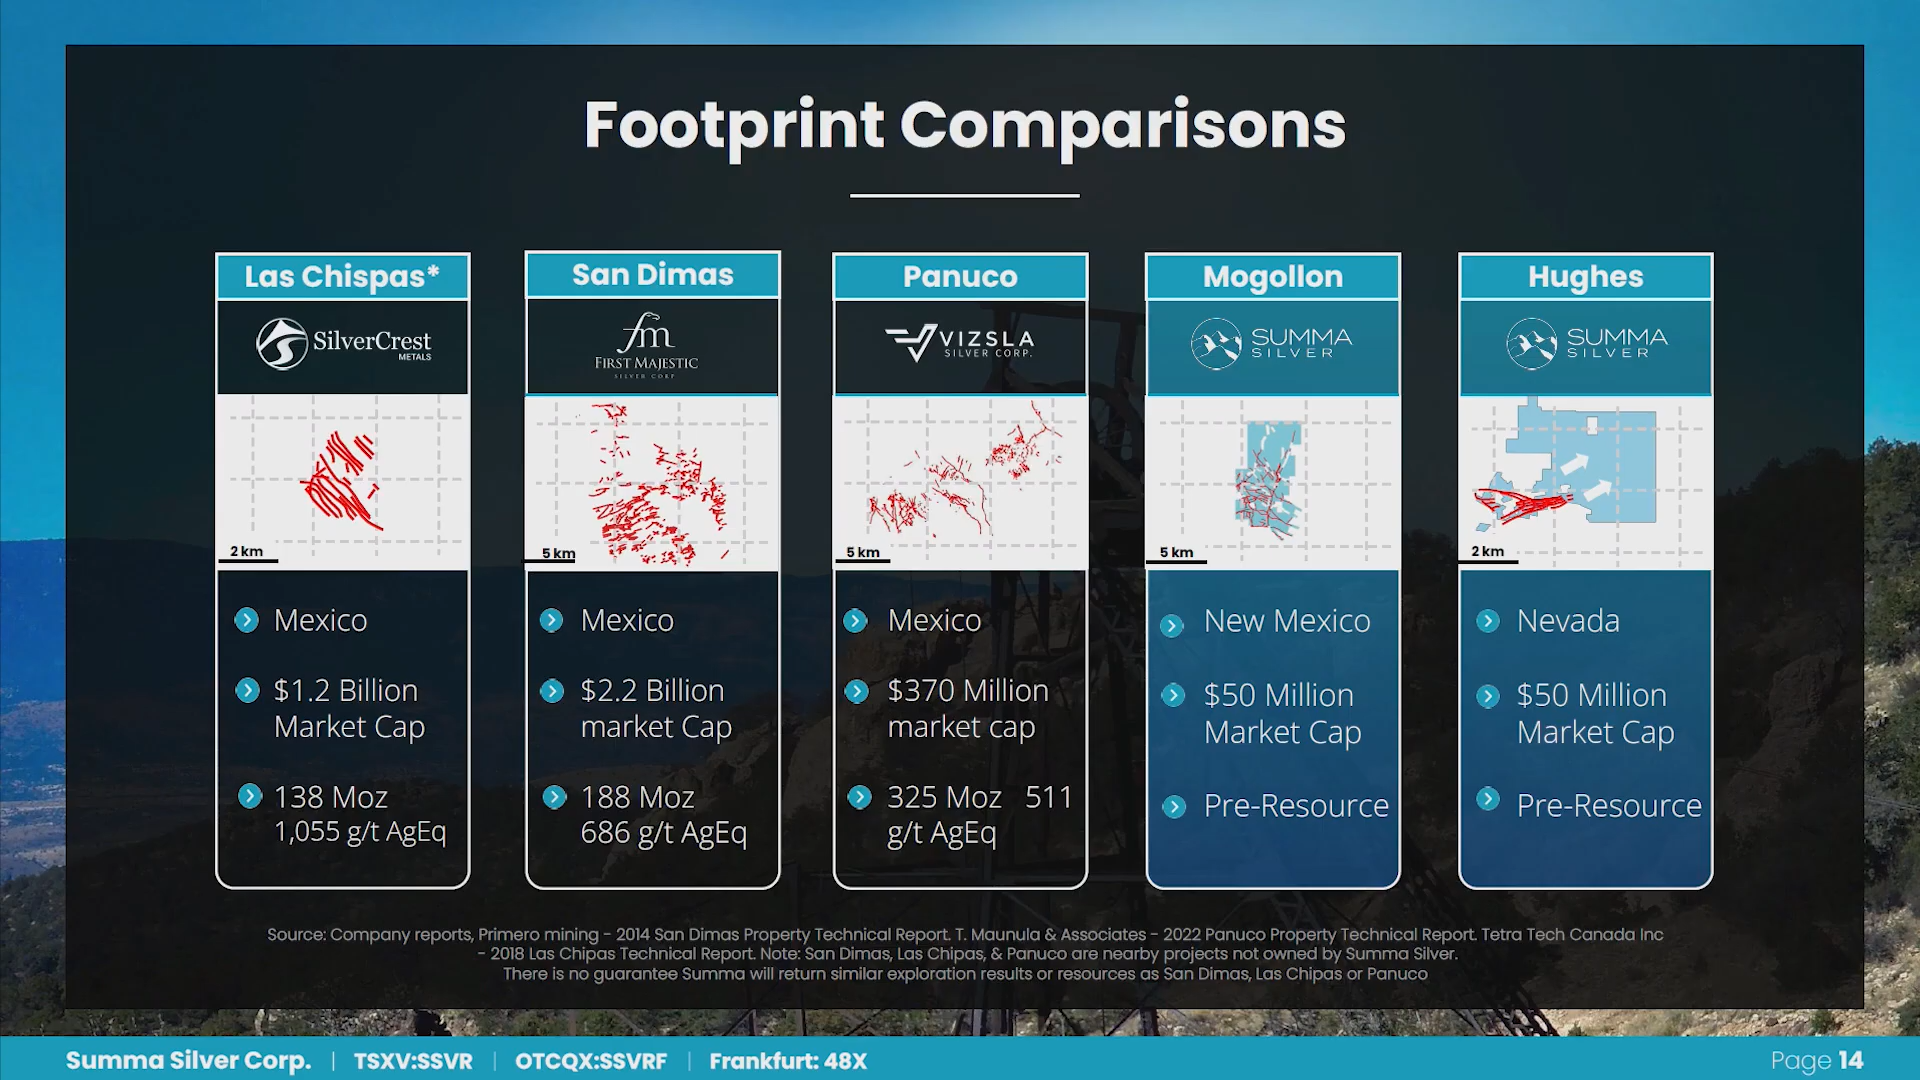 Footprint Comparisons
Las Chispas*
SilverCrest
METALS
2 km
Mexico
$1.2 Billion
Market Cap
138 Moz
1,055 g/t AgEq
San Dimas
fm
FIRST MAJESTIC
SILVER CORP
5 km
Mexico
$2.2 Billion
market Cap
188 Moz
686 g/t AgEq
Panuco
VIZSLA
SILVER CORP.
5 km
Mexico
$370 Million
market cap
325 Moz 511
g/t AgEq
Mogollon
SUMMA
SILVER
5 km
New Mexico
$50 Million
Market Cap
Pre-Resource
Hughes
SUMMA
SILVER
2 km
Nevada
$50 Million
Market Cap
Pre-Resource
Source: Company reports, Primero mining - 2014 San Dimas Property Technical Report. T. Maunula & Associates - 2022 Panuco Property Technical Report. Tetra Tech Canada Inc
- 2018 Las Chipas Technical Report. Note: San Dimas, Las Chipas, & Panuco are nearby projects not owned by Summa Silver.
There is no guarantee Summa will return similar exploration results or resources as San Dimas, Las Chipas or Panuco
Summa Silver Corp. | TSXV:SSVR | OTCQX:SSVRF | Frankfurt: 48X
Page 14